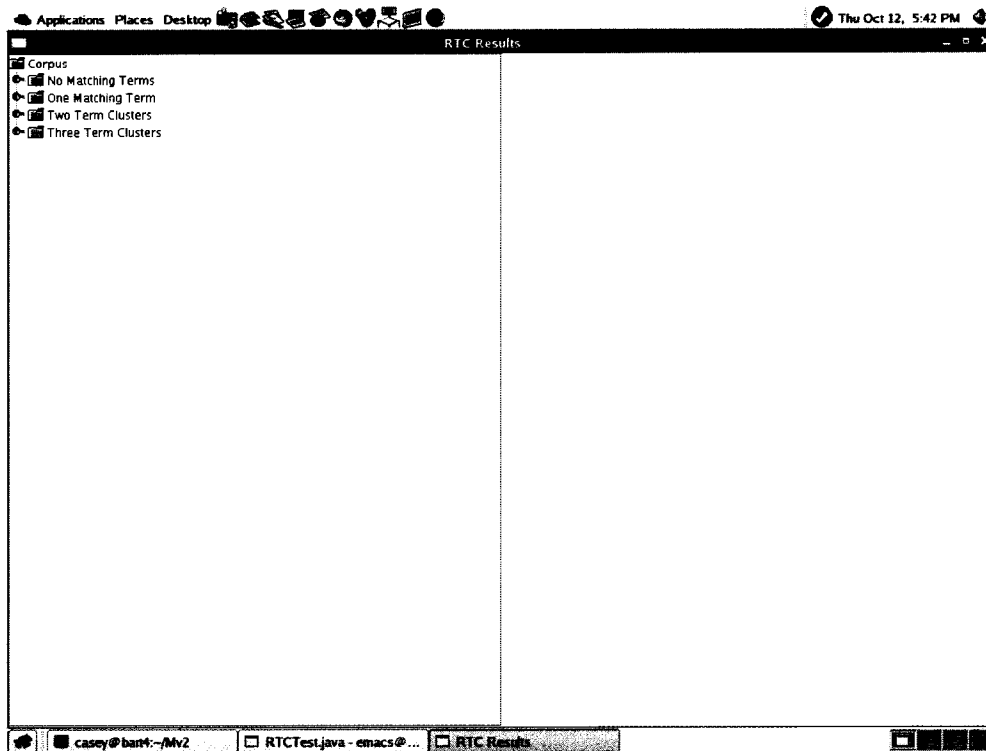 Applications Places Desktop Thu Oct 12, 5:42 PM
RTC Results
Corpus
No Matching Terms
One Matching Term
Two Term Clusters
Three Term Clusters
casey@bart4:~/Mv2 RTCTest.java - emacs@... RTC Results